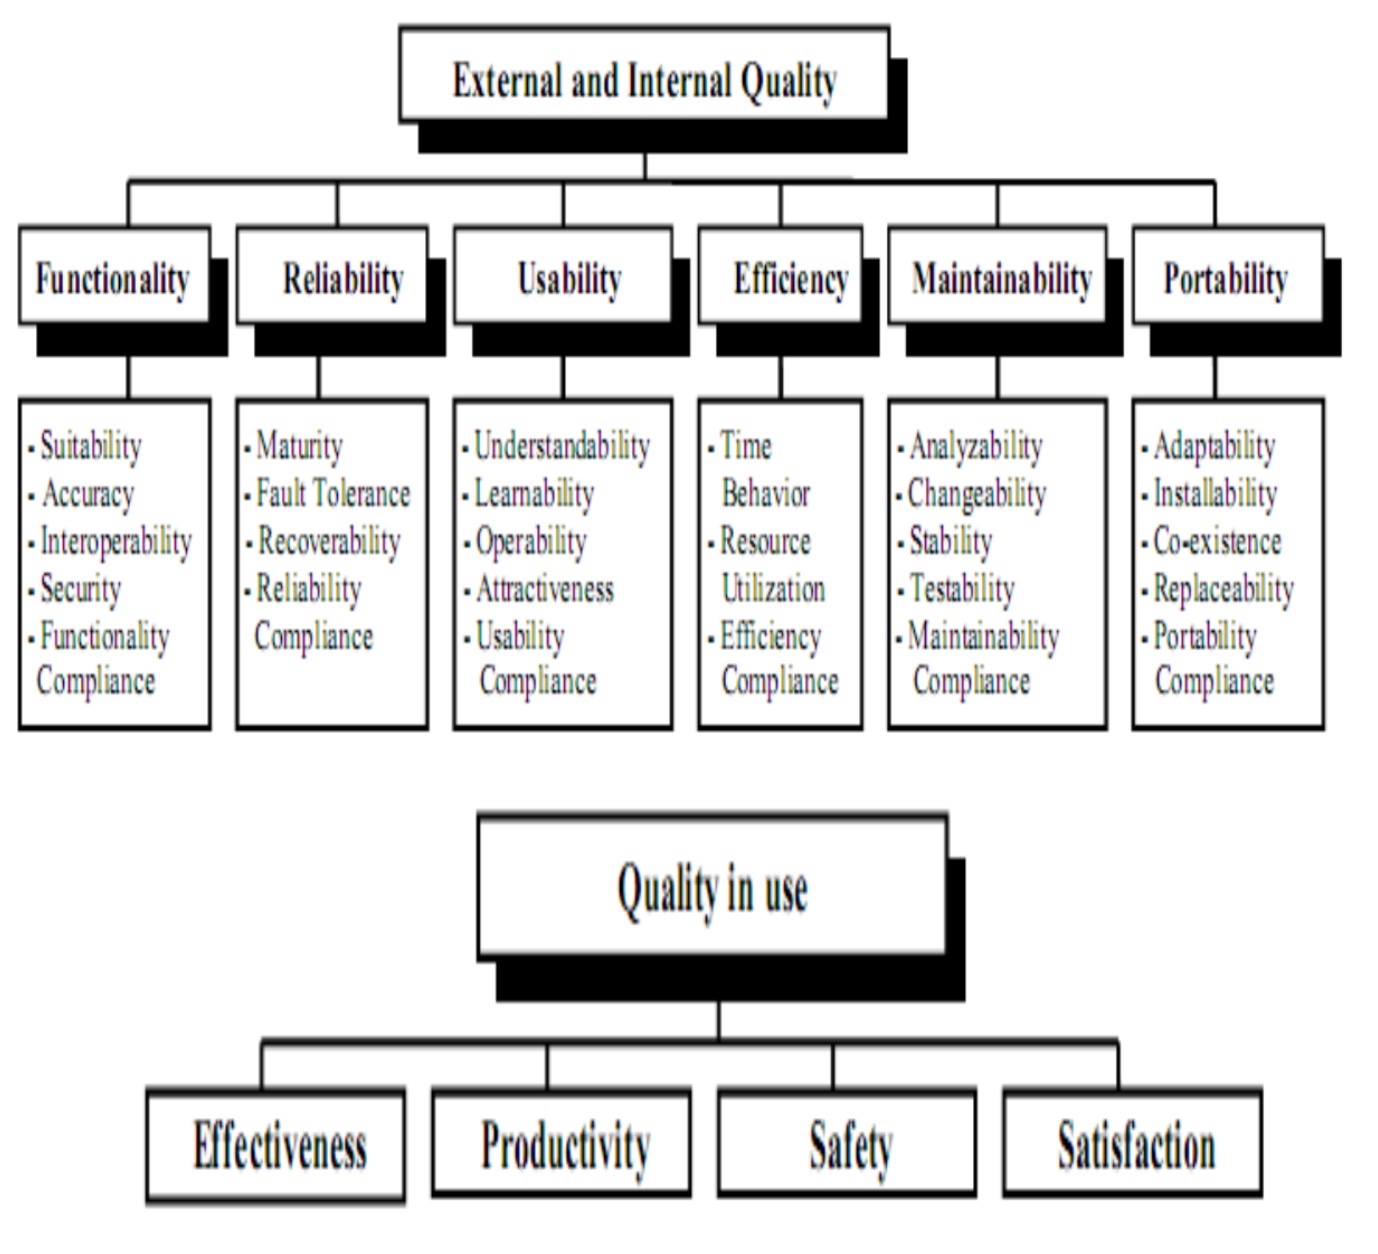 External and Internal Quality
Functionality
Reliability
Usability
Efficiency
Maintainability
Portability
- Suitability
- Accuracy
- Interoperability
- Security
- Functionality
Compliance
- Maturity
- Fault Tolerance
- Recoverability
- Reliability
Compliance
- Understandability
- Learnability
- Operability
- Attractiveness
- Usability
Compliance
- Time
Behavior
- Resource
Utilization
- Efficiency
Compliance
- Analyzability
- Changeability
- Stability
- Testability
- Maintainability
Compliance
- Adaptability
- Installability
- Co-existence
- Replaceability
- Portability
Compliance
Quality in use
Effectiveness
Productivity
Safety
Satisfaction